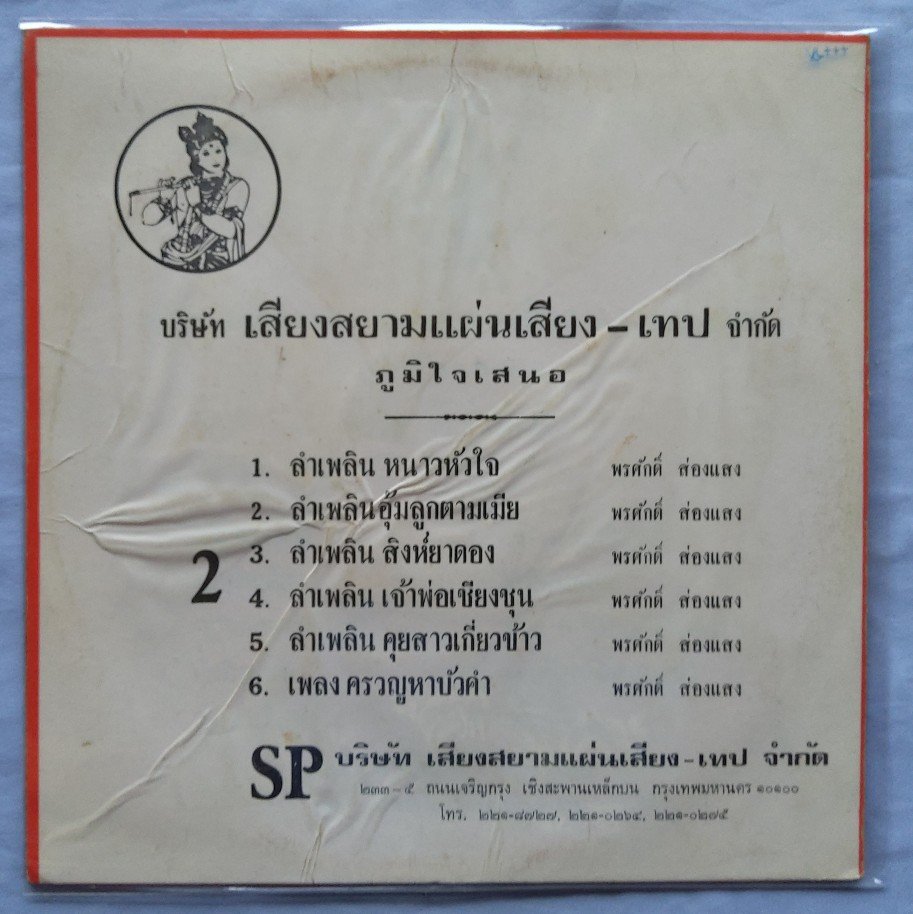 บริษัท เสียงสยามแผ่นเสียง – เทป จำกัด
ภูมิใจเสนอ
2
1. ลำเพลิน หนาวหัวใจ พรศักดิ์ ส่องแสง
2. ลำเพลินอุ้มลูกตามเมีย พรศักดิ์ ส่องแสง
3. ลำเพลิน สิงห์ยาดอง พรศักดิ์ ส่องแสง
4. ลำเพลิน เจ้าพ่อเชียงชุน พรศักดิ์ ส่องแสง
5. ลำเพลิน คุยสาวเกี่ยวข้าว พรศักดิ์ ส่องแสง
6. เพลง ครวญหาบัวคำ พรศักดิ์ ส่องแสง
SP บริษัท เสียงสยามแผ่นเสียง – เทป จำกัด
๒๓๓ – ๕ ถนนเจริญกรุง เชิงสะพานเหล็กบน กรุงเทพมหานคร ๑๐๑๐๐
โทร. ๒๒๑-๘๗๒๗, ๒๒๑-๐๒๖๔, ๒๒๑-๐๒๗๕